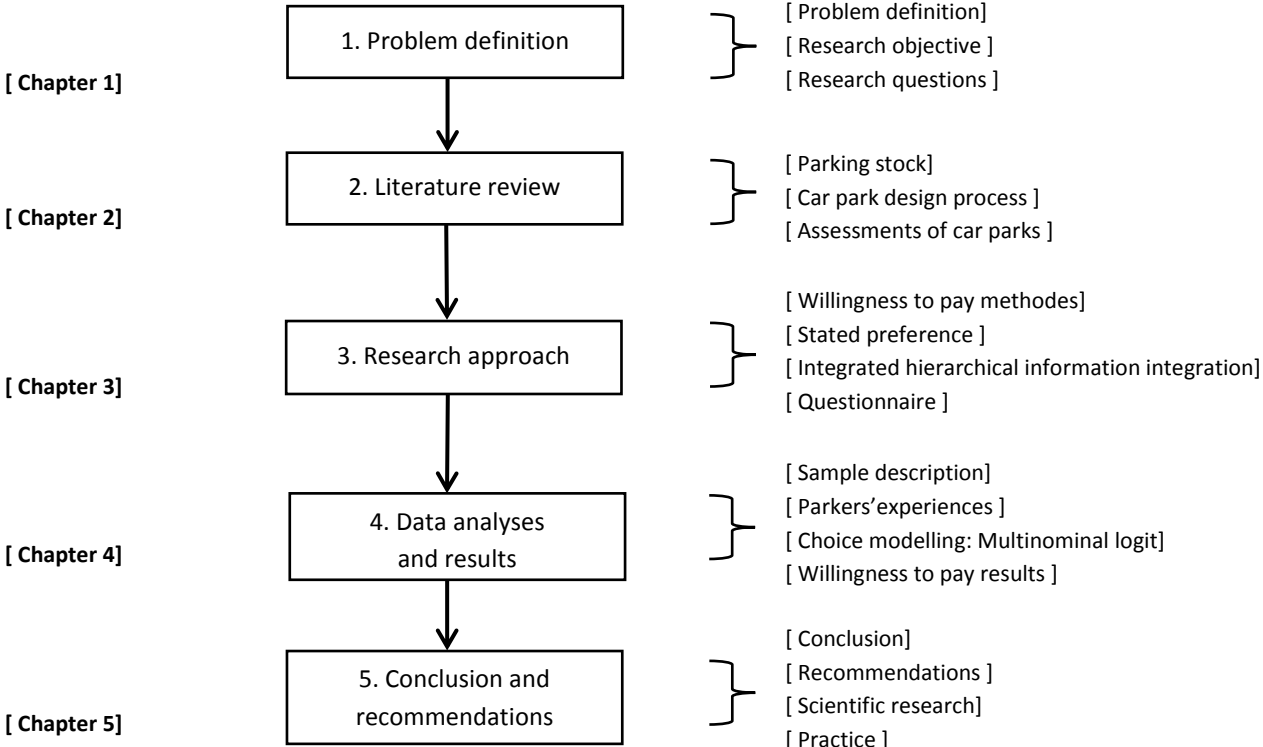 1. Problem definition
[ Problem definition]
[ Research objective ]
[ Research questions ]
[ Chapter 1]
2. Literature review
[ Parking stock]
[ Car park design process ]
[ Assessments of car parks ]
[ Chapter 2]
3. Research approach
[ Willingness to pay methodes]
[ Stated preference ]
[ Integrated hierarchical information integration]
[ Questionnaire ]
[ Chapter 3]
4. Data analyses
and results
[ Sample description]
[ Parkers'experiences ]
[ Choice modelling: Multinominal logit]
[ Willingness to pay results ]
[ Chapter 4]
5. Conclusion and
recommendations
[ Conclusion]
[ Recommendations ]
[ Scientific research]
[ Practice ]
[ Chapter 5]